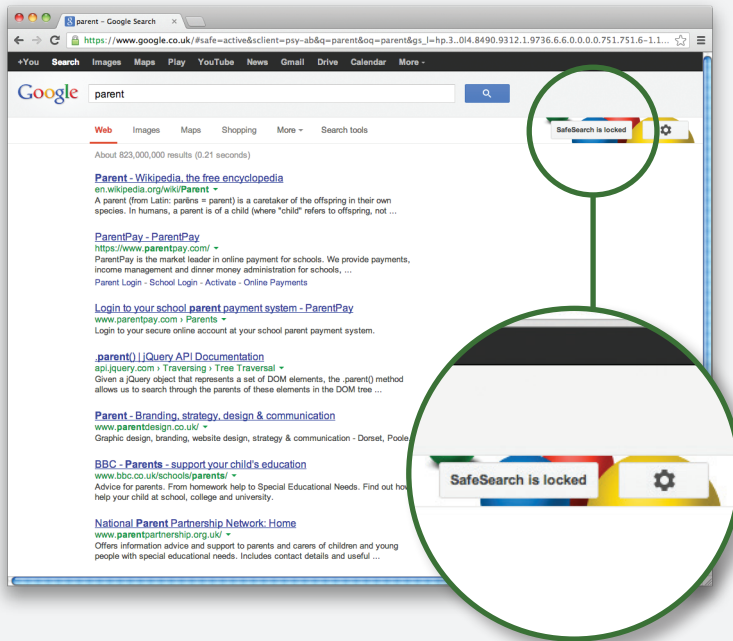 parent - Google Search
https://www.google.co.uk/#safe=active&sclient=psy-ab&q=parent&oq=parent&gs_l=hp.3..0l4.8490.9312.1.9736.6.6.0.0.0.0.751.751.6-1.1...
+You Search Images Maps Play YouTube News Gmail Drive Calendar More
Google parent
SafeSearch is locked
Web Images Maps Shopping More Search tools
About 823,000,000 results (0.21 seconds)
Parent - Wikipedia, the free encyclopedia
en.wikipedia.org/wiki/Parent
A parent (from Latin: parēns = parent) is a caretaker of the offspring in their own
species. In humans, a parent is of a child (where "child" refers to offspring, not ...
ParentPay - ParentPay
https://www.parentpay.com/
ParentPay is the market leader in online payment for schools. We provide payments,
income management and dinner money administration for schools, ...
Parent Login - School Login - Activate - Online Payments
Login to your school parent payment system - ParentPay
www.parentpay.com › Parents
Login to your secure online account at your school parent payment system.
.parent() | jQuery API Documentation
api.jquery.com › Traversing › Tree Traversal
Given a jQuery object that represents a set of DOM elements, the .parent() method
allows us to search through the parents of these elements in the DOM tree ...
Parent - Branding, strategy, design & communication
www.parentdesign.co.uk/
Graphic design, branding, website design, strategy & communication - Dorset, Poole
BBC - Parents - support your child's education
www.bbc.co.uk/schools/parents/
Advice for parents. From homework help to Special Educational Needs. Find out how
help your child at school, college and university.
National Parent Partnership Network: Home
www.parentpartnership.org.uk/
Offers information advice and support to parents and carers of children and young
people with special educational needs. Includes contact details and useful ...
SafeSearch is locked